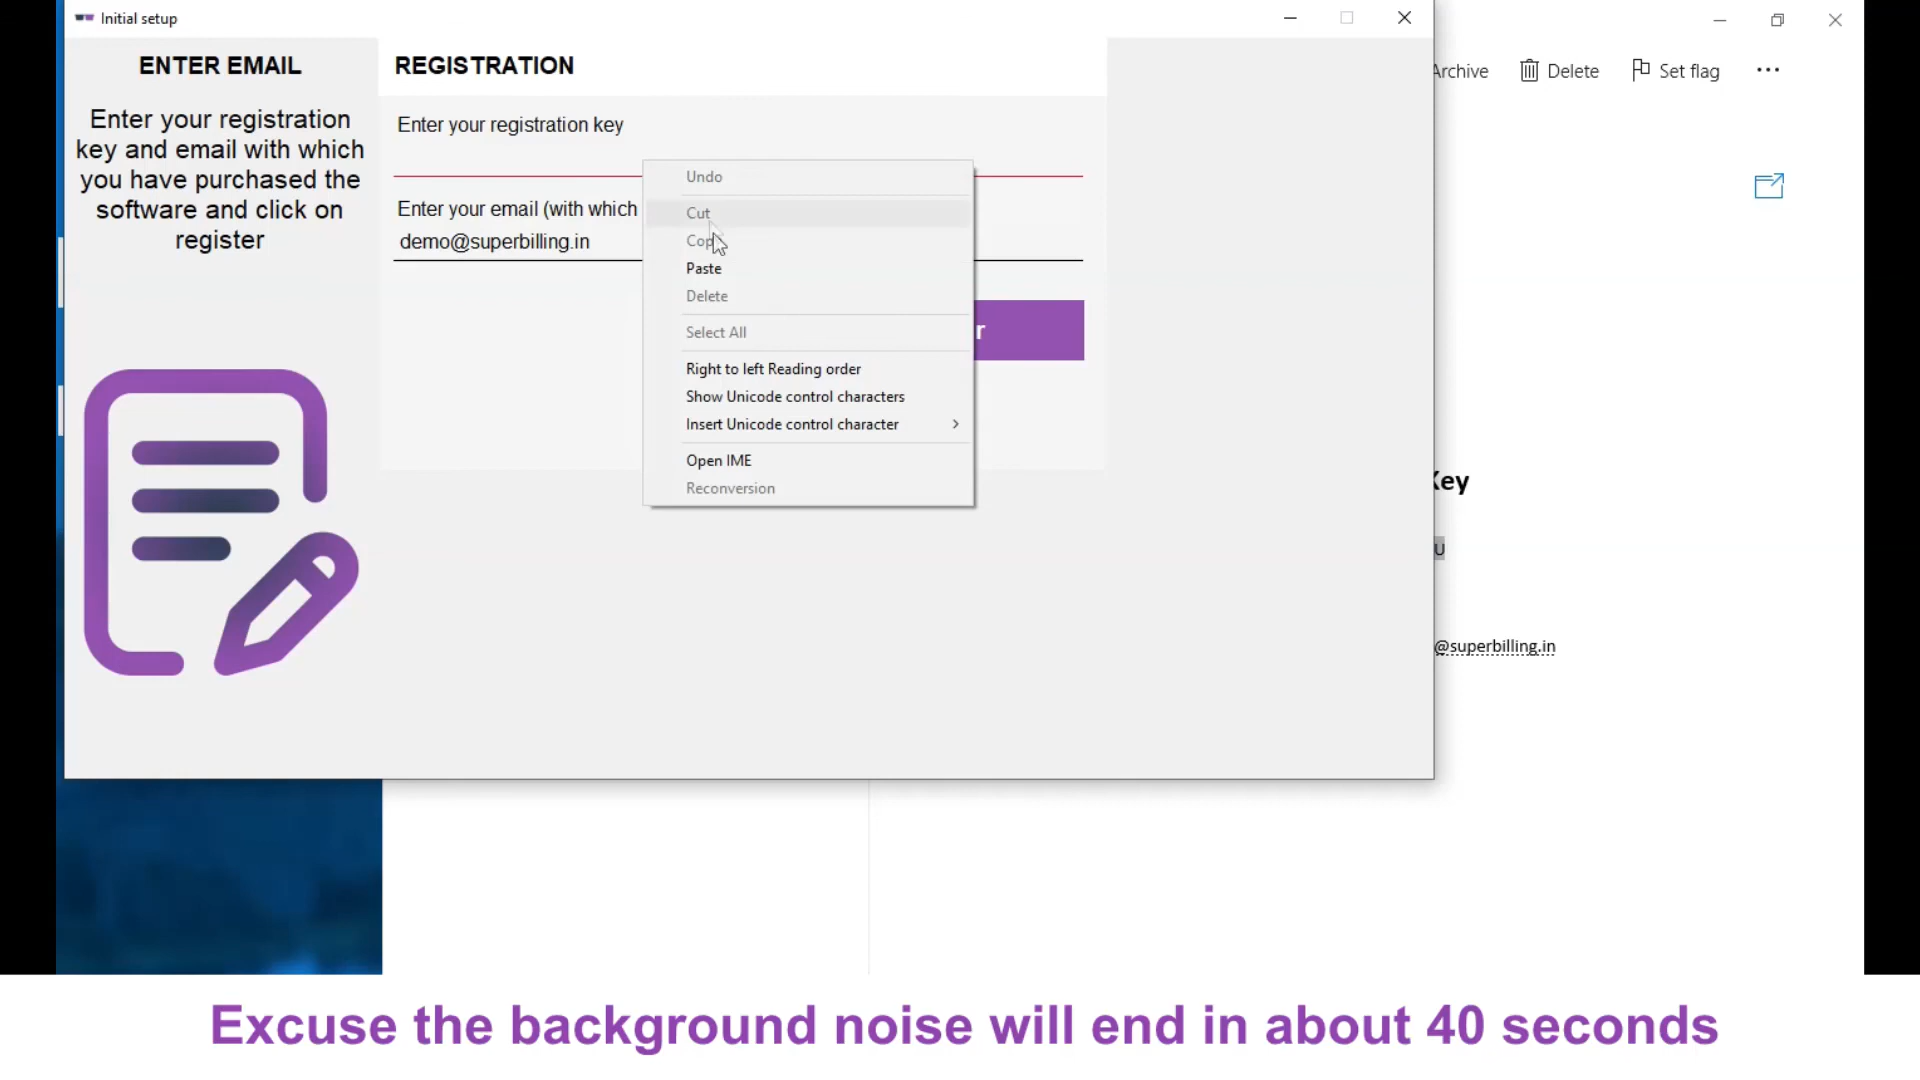 Initial setup
ENTER EMAIL
Enter your registration
key and email with which
you have purchased the
software and click on
register
REGISTRATION
Enter your registration key
Enter your email (with which
demo@superbilling.in
Undo
Cut
Paste
Delete
Select All
Right to left Reading order
Show Unicode control characters
Insert Unicode control character
Open IME
Reconversion
r
Archive
Delete
Set flag
Key
U
@superbilling.in
Excuse the background noise will end in about 40 seconds